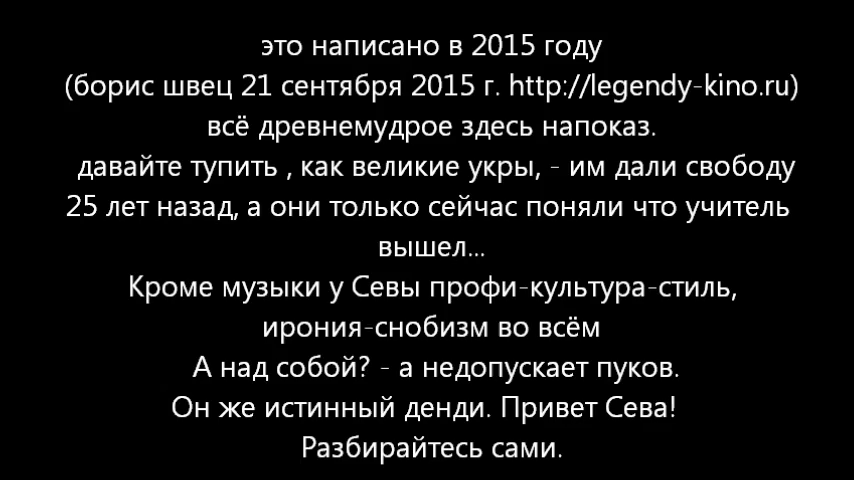 это написано в 2015 году
(борис швец 21 сентября 2015 г. http://legendy-kino.ru)
всё древнемудрое здесь напоказ.
давайте тупить , как великие укры, - им дали свободу
25 лет назад, а они только сейчас поняли что учитель
вышел...
Кроме музыки у Севы профи-культура-стиль,
ирония-снобизм во всём
А над собой? - а недопускает пуков.
Он же истинный денди. Привет Сева!
Разбирайтесь сами.